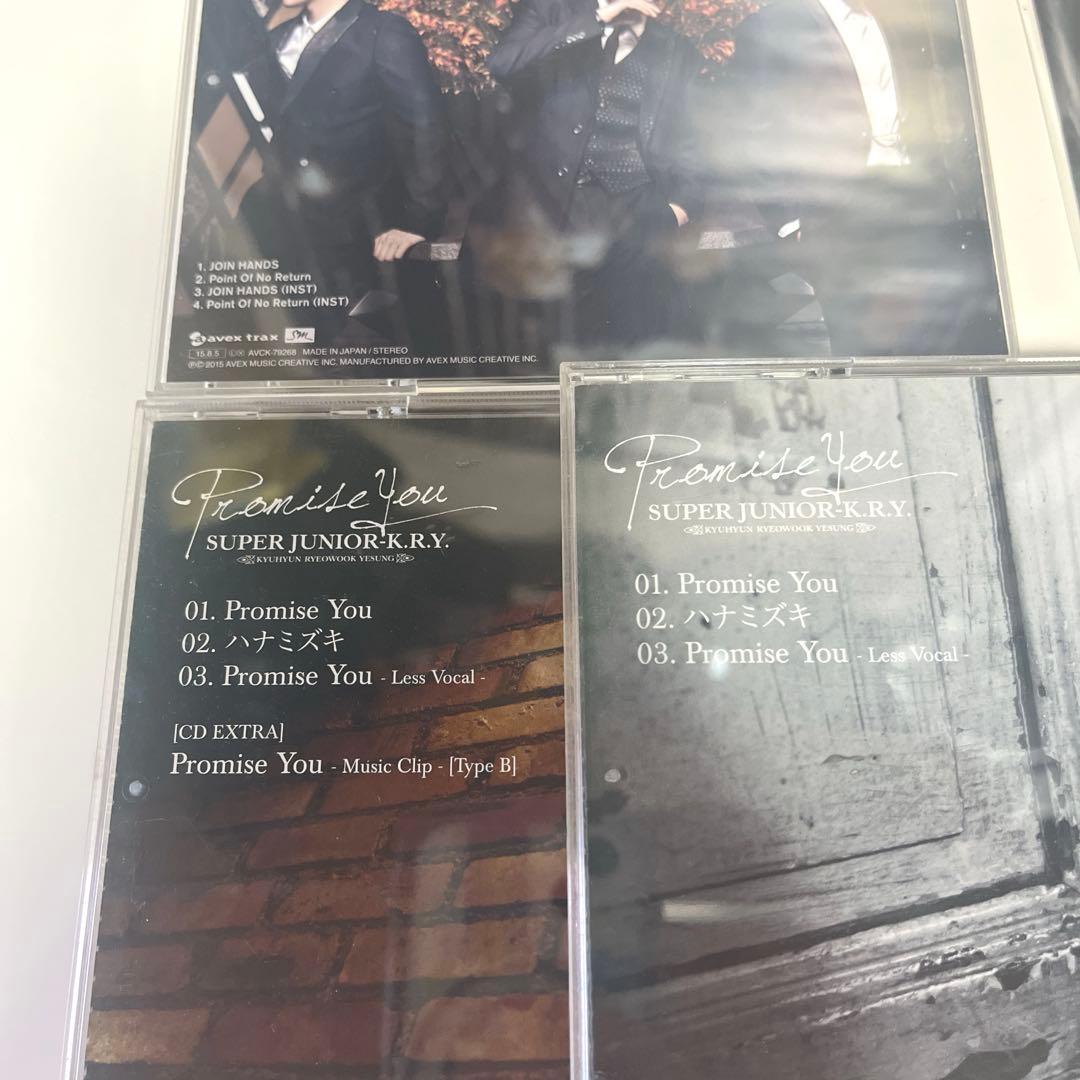 1. JOIN HANDS
2. Point Of No Return
3. JOIN HANDS (INST)
4. Point Of No Return (INST)
avex trax
15.8.5 AVCK-79268 MADE IN JAPAN / STEREO
ⓅⒸ2015 AVEX MUSIC CREATIVE INC. MANUFACTURED BY AVEX MUSIC CREATIVE INC.
Promise You
SUPER JUNIOR-K.R.Y.
KYUHYUN RYEOWOOK YESUNG
01. Promise You
02. ハナミズキ
03. Promise You - Less Vocal -
[CD EXTRA]
Promise You - Music Clip - [Type B]
Promise You
SUPER JUNIOR-K.R.Y.
KYUHYUN RYEOWOOK YESUNG
01. Promise You
02. ハナミズキ
03. Promise You - Less Vocal -